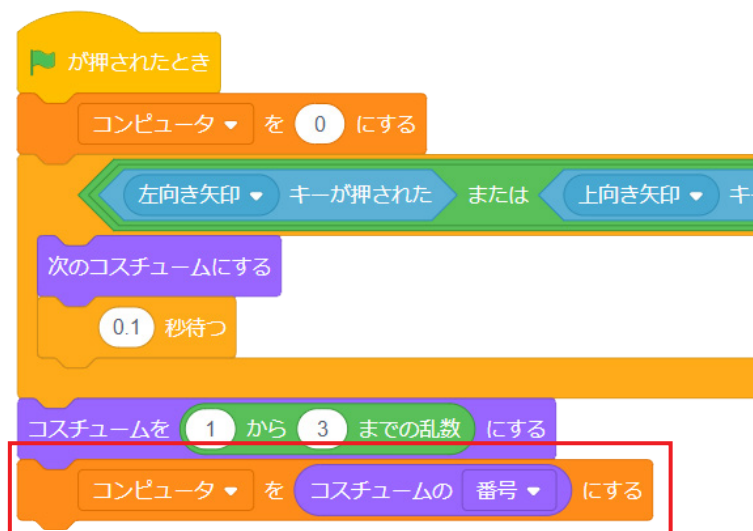 が押されたとき
コンピュータ を 0 にする
左向き矢印 キーが押された または 上向き矢印 キー
次のコスチュームにする
0.1 秒待つ
コスチュームを 1 から 3 までの乱数 にする
コンピュータ を コスチュームの 番号 にする